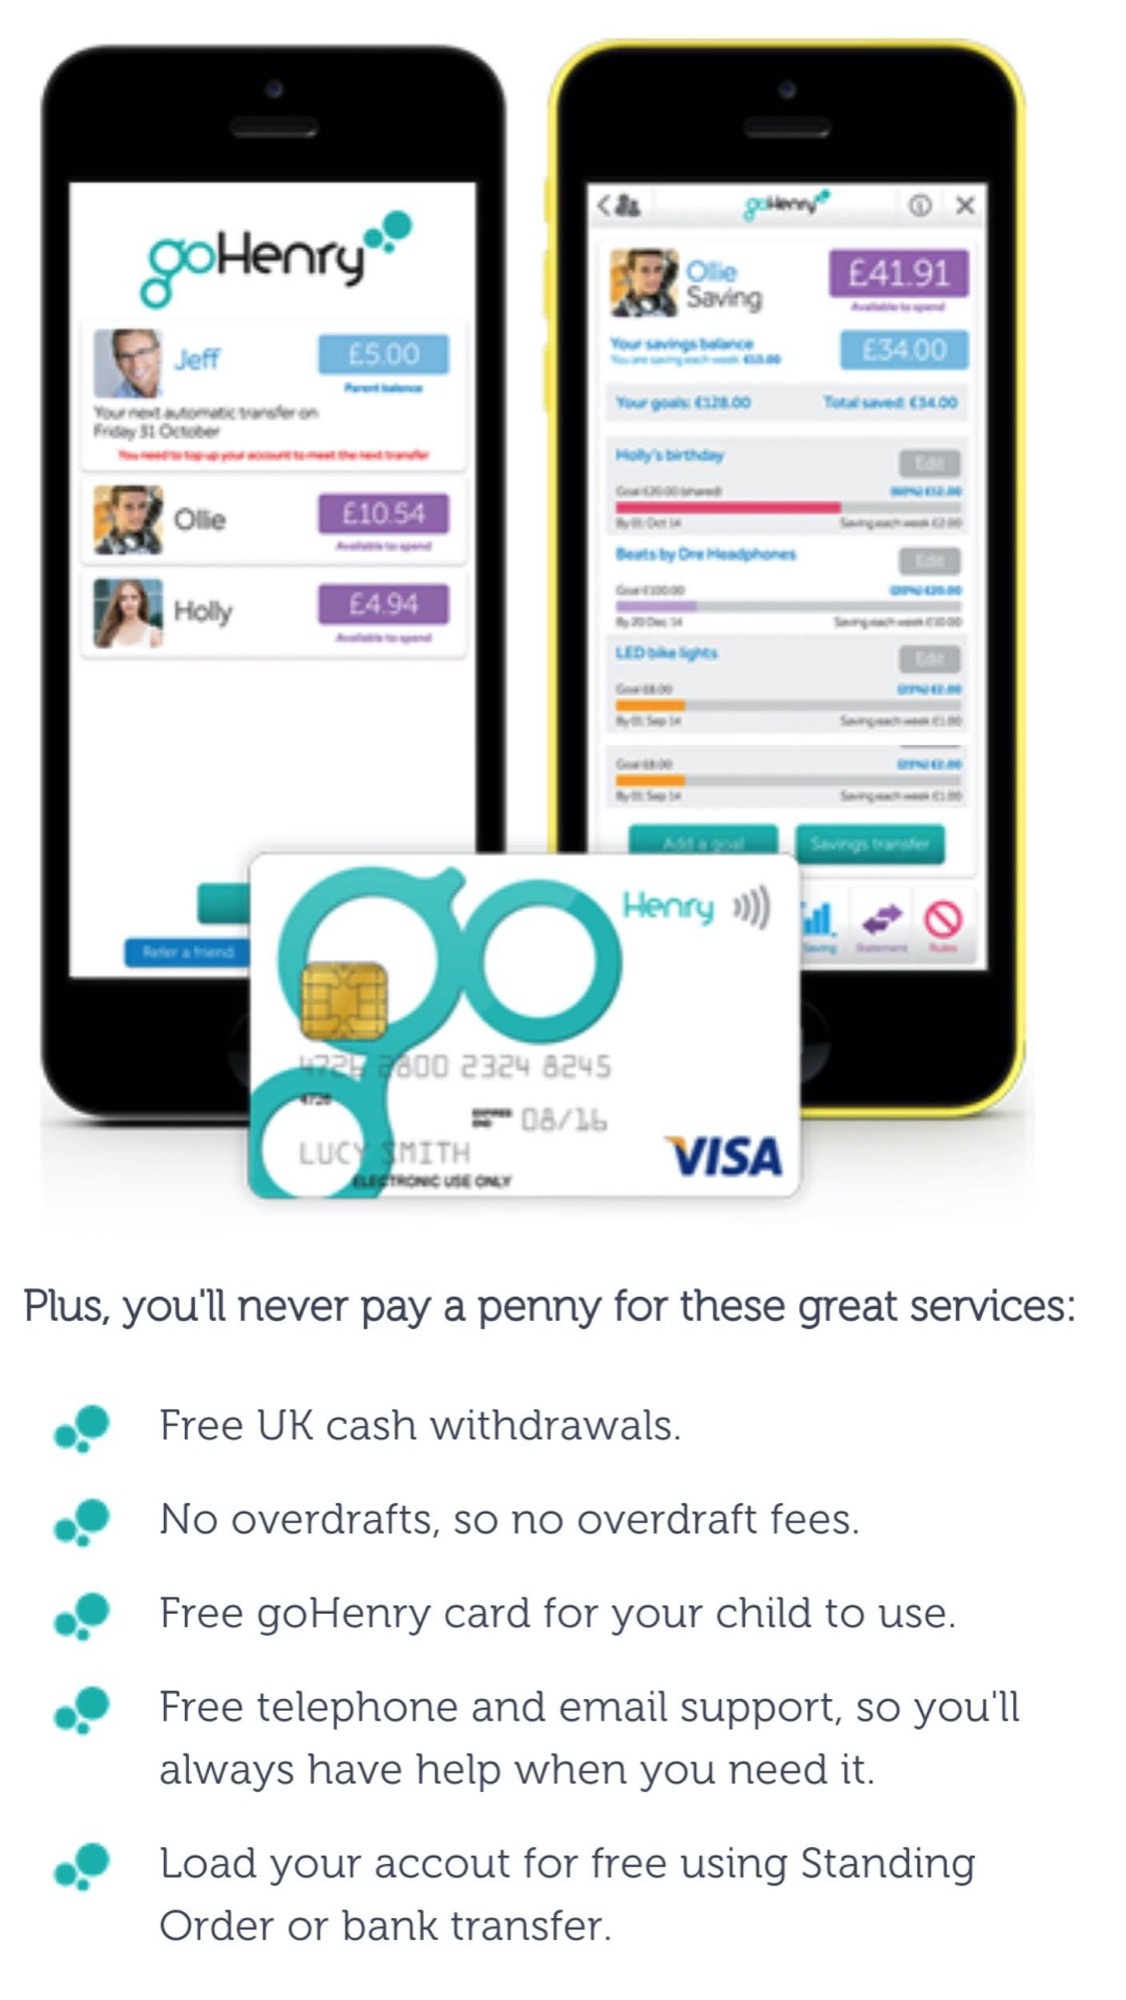 goHenry
Jeff
£5.00
Parent balance
Your next automatic transfer on
Friday 31 October
You need to top up your account to meet the next transfer
Ollie
£10.54
Available to spend
Holly
£4.94
Available to spend
Refer a friend
goHenry
Ollie
Saving
£41.91
Available to spend
Your savings balance
You are saving each week £13.00
£34.00
Your goals: £128.00
Total saved: £34.00
Holly's birthday
Edit
Goal £20.00 (shared)
(60%) £12.00
By 01 Oct 14
Saving each week £2.00
Beats by Dre Headphones
Edit
Goal £100.00
(20%) £20.00
By 20 Dec 14
Saving each week £10.00
LED bike lights
Edit
Goal £8.00
(25%) £2.00
By 01 Sep 14
Saving each week £1.00
Goal £8.00
(25%) £2.00
By 01 Sep 14
Saving each week £1.00
Add a goal
Savings transfer
Saving
Statement
Rules
go Henry
2324 8245
4726
08/16
LUCY SMITH
ELECTRONIC USE ONLY
VISA
Plus, you'll never pay a penny for these great services:
Free UK cash withdrawals.
No overdrafts, so no overdraft fees.
Free goHenry card for your child to use.
Free telephone and email support, so you'll
always have help when you need it.
Load your accout for free using Standing
Order or bank transfer.